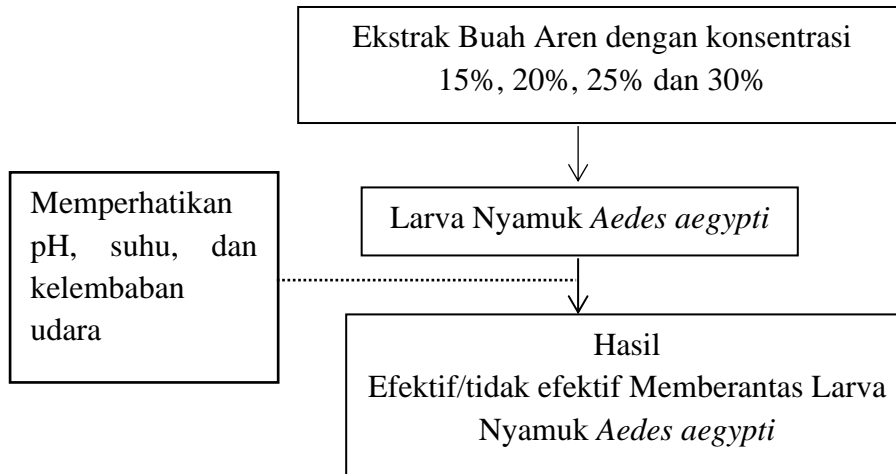 Ekstrak Buah Aren dengan konsentrasi
15%, 20%, 25% dan 30%
Memperhatikan
pH, suhu, dan
kelembaban
udara
Larva Nyamuk Aedes aegypti
Hasil
Efektif/tidak efektif Memberantas Larva
Nyamuk Aedes aegypti